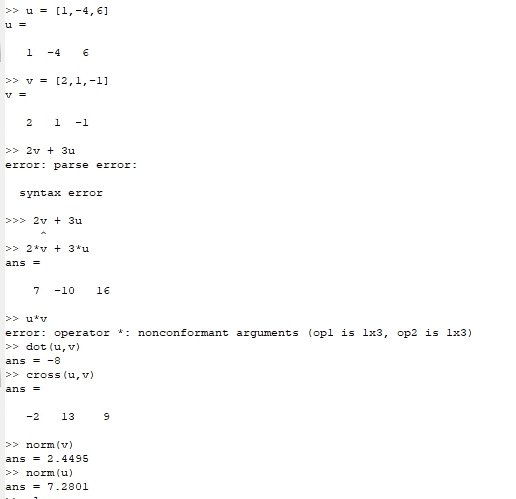 >> u = [1,-4,6]
u =
1 -4 6
>> v = [2,1,-1]
v =
2 1 -1
>> 2v + 3u
error: parse error:
syntax error
>>> 2v + 3u
^
>> 2*v + 3*u
ans =
7 -10 16
>> u*v
error: operator *: nonconformant arguments (op1 is 1x3, op2 is 1x3)
>> dot(u,v)
ans = -8
>> cross(u,v)
ans =
-2 13 9
>> norm(v)
ans = 2.4495
>> norm(u)
ans = 7.2801